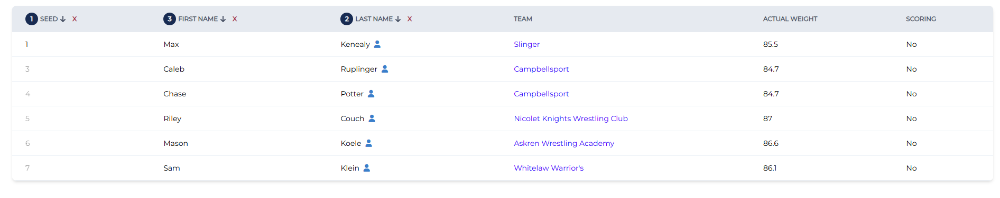 1 SEED ↓ X 3 FIRST NAME ↓ X 2 LAST NAME ↓ X TEAM ACTUAL WEIGHT SCORING
1 Max Kenealy Slinger 85.5 No
3 Caleb Ruplinger Campbellsport 84.7 No
4 Chase Potter Campbellsport 84.7 No
5 Riley Couch Nicolet Knights Wrestling Club 87 No
6 Mason Koele Askren Wrestling Academy 86.6 No
7 Sam Klein Whitelaw Warrior's 86.1 No